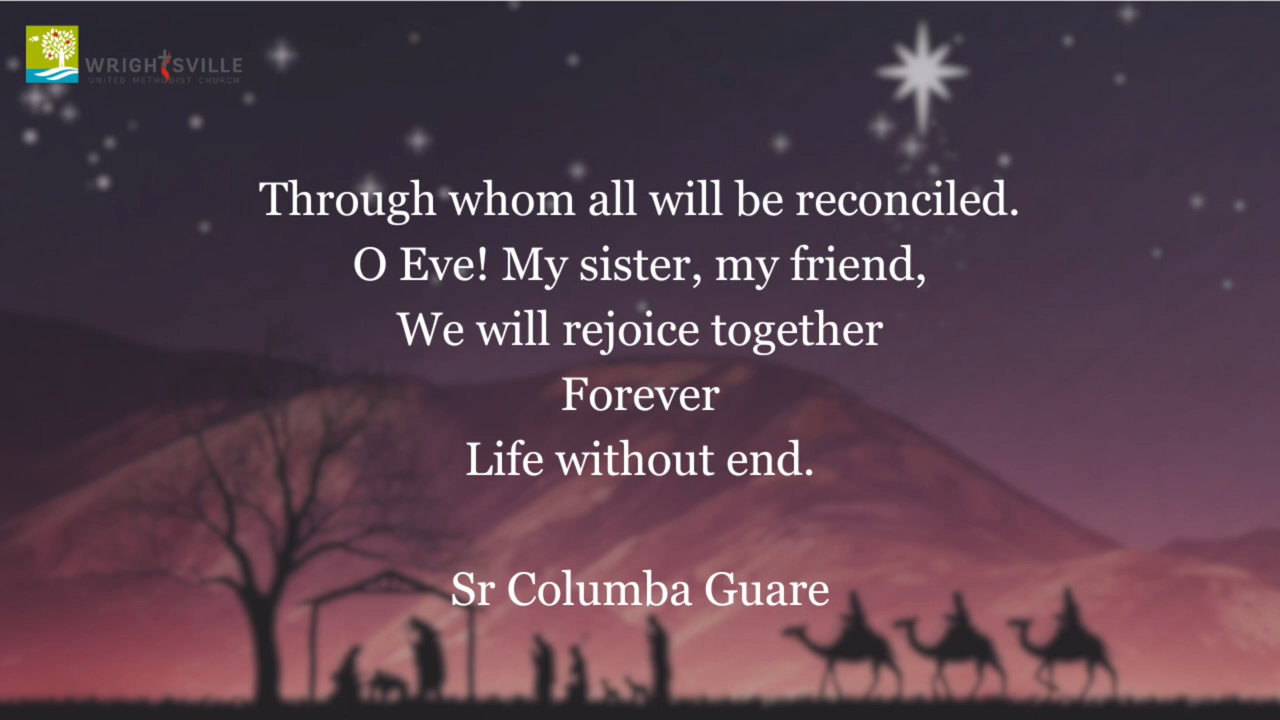 WRIGHTSVILLE
UNITED METHODIST CHURCH
Through whom all will be reconciled.
O Eve! My sister, my friend,
We will rejoice together
Forever
Life without end.
Sr Columba Guare